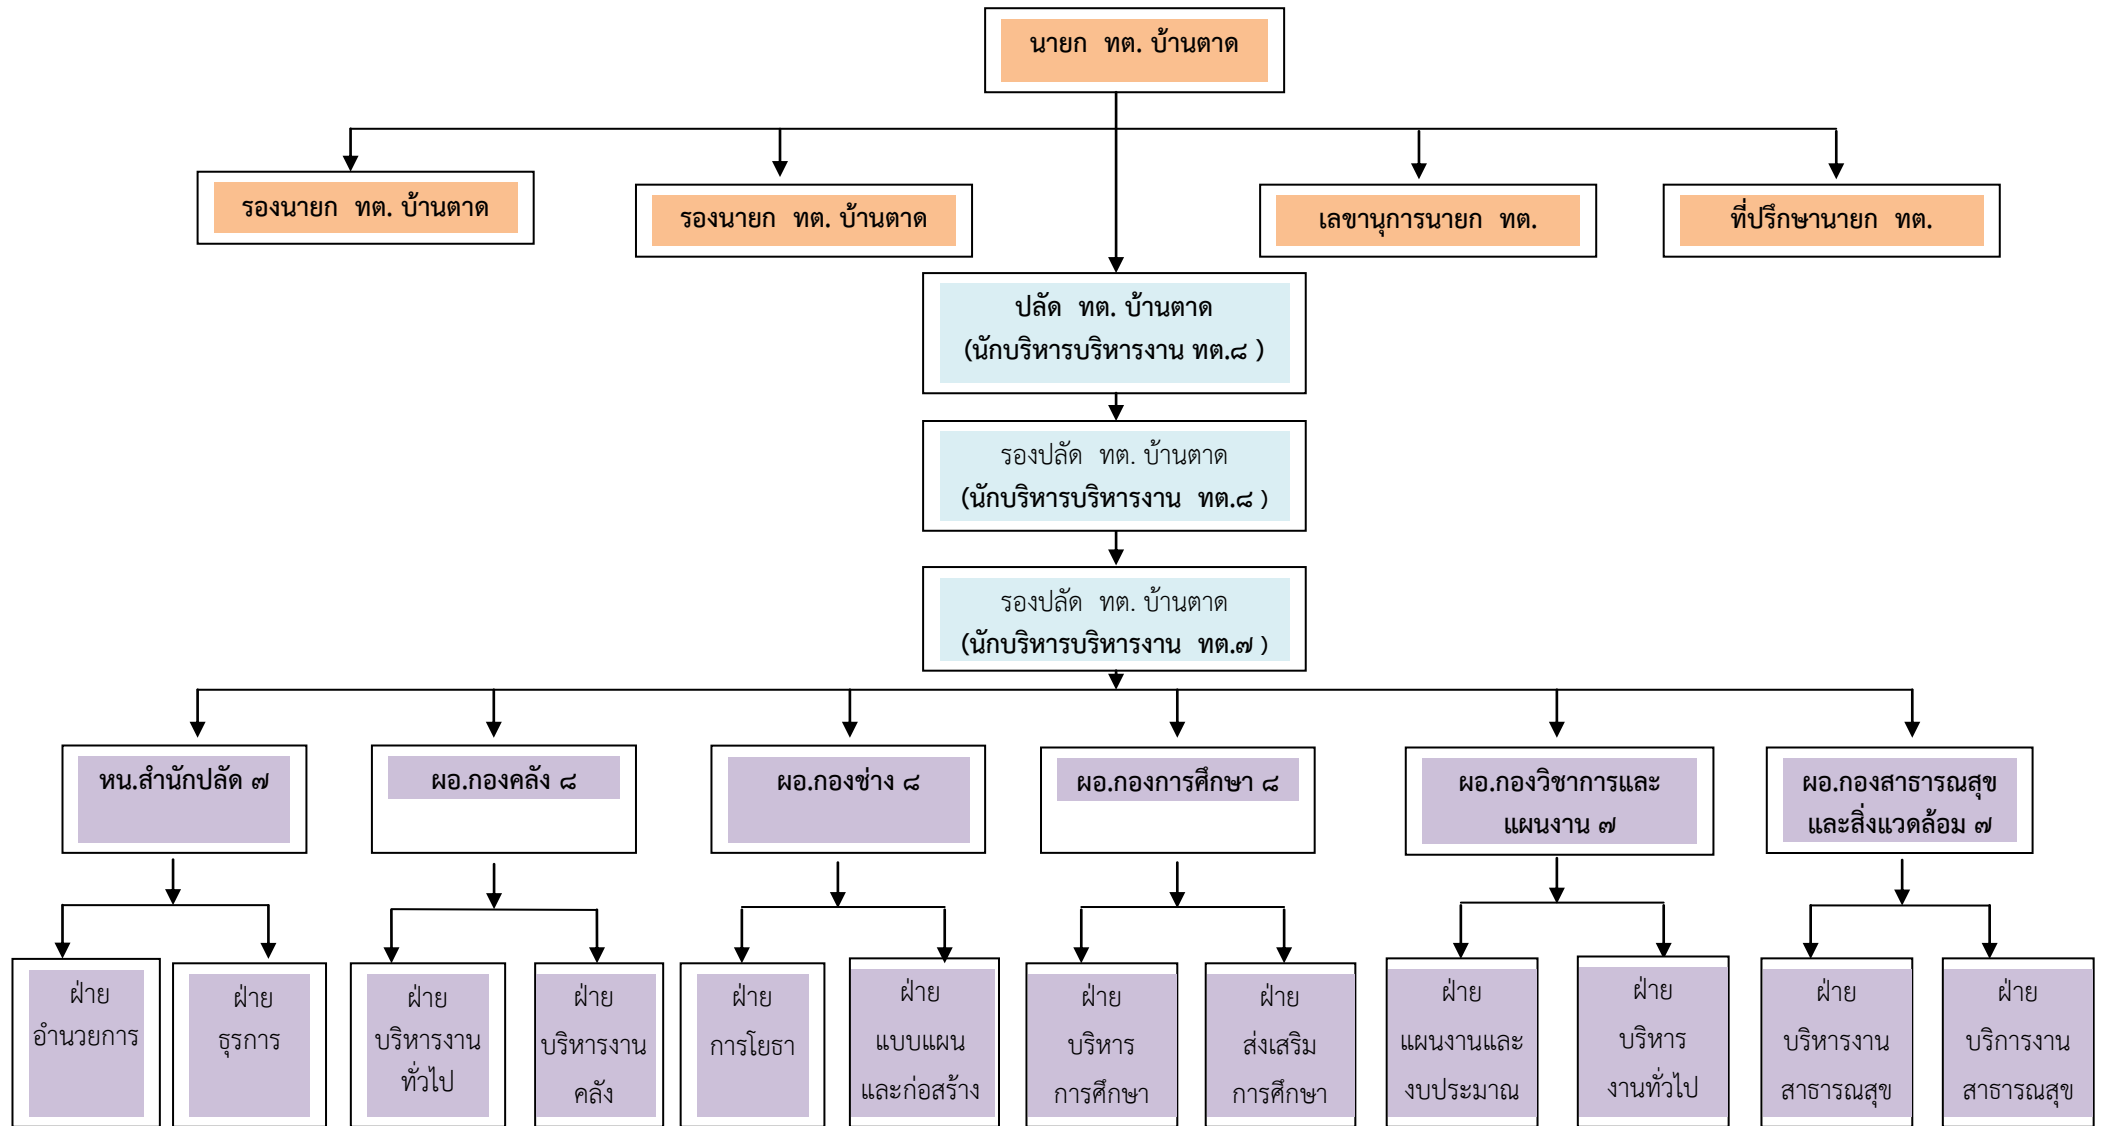 นายก ทต. บ้านตาด
รองนายก ทต. บ้านตาด
รองนายก ทต. บ้านตาด
เลขานุการนายก ทต.
ที่ปรึกษานายก ทต.
ปลัด ทต. บ้านตาด
(นักบริหารบริหารงาน ทต.๘ )
รองปลัด ทต. บ้านตาด
(นักบริหารบริหารงาน ทต.๘ )
รองปลัด ทต. บ้านตาด
(นักบริหารบริหารงาน ทต.๗ )
หน.สำนักปลัด ๗
ผอ.กองคลัง ๘
ผอ.กองช่าง ๘
ผอ.กองการศึกษา ๘
ผอ.กองวิชาการและ
แผนงาน ๗
ผอ.กองสาธารณสุข
และสิ่งแวดล้อม ๗
ฝ่าย
อำนวยการ
ฝ่าย
ธุรการ
ฝ่าย
บริหารงาน
ทั่วไป
ฝ่าย
บริหารงาน
คลัง
ฝ่าย
การโยธา
ฝ่าย
แบบแผน
และก่อสร้าง
ฝ่าย
บริหาร
การศึกษา
ฝ่าย
ส่งเสริม
การศึกษา
ฝ่าย
แผนงานและ
งบประมาณ
ฝ่าย
บริหาร
งานทั่วไป
ฝ่าย
บริหารงาน
สาธารณสุข
ฝ่าย
บริการงาน
สาธารณสุข